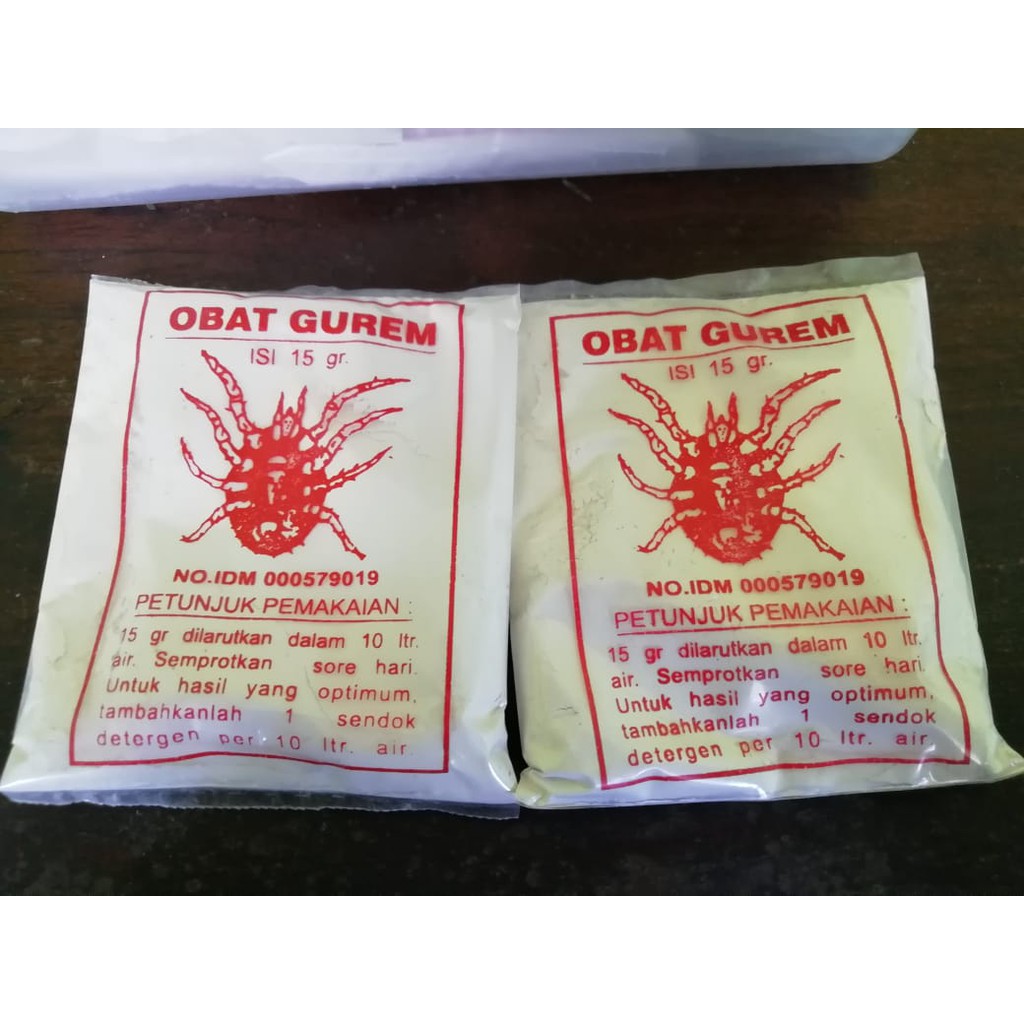 OBAT GUREM
ISI 15 gr.
NO.IDM 000579019
PETUNJUK PEMAKAIAN :
15 gr dilarutkan dalam 10 ltr.
air. Semprotkan sore hari.
Untuk hasil yang optimum,
tambahkanlah 1 sendok
detergen per 10 ltr. air.
OBAT GUREM
ISI 15 gr.
NO.IDM 000579019
PETUNJUK PEMAKAIAN :
15 gr dilarutkan dalam 10 ltr.
air. Semprotkan sore hari.
Untuk hasil yang optimum,
tambahkanlah 1 sendok
detergen per 10 ltr. air